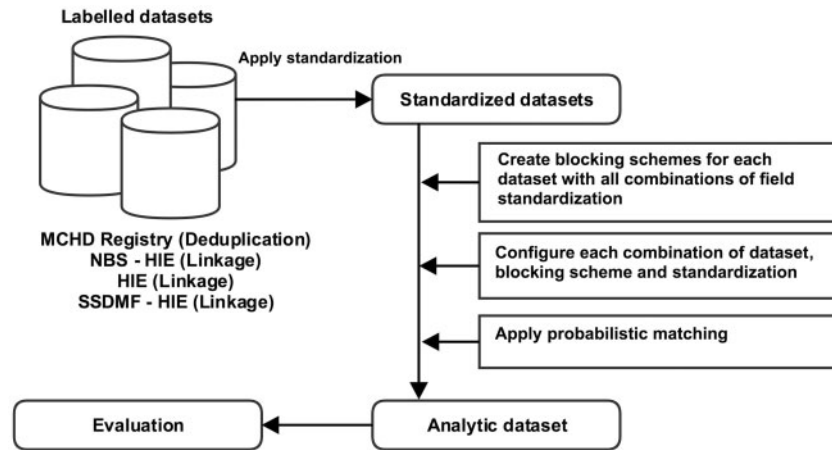 Labelled datasets
Apply standardization
Standardized datasets
Create blocking schemes for each
dataset with all combinations of field
standardization
MCHD Registry (Deduplication)
NBS - HIE (Linkage)
HIE (Linkage)
SSDMF - HIE (Linkage)
Configure each combination of dataset,
blocking scheme and standardization
Apply probabilistic matching
Evaluation
Analytic dataset